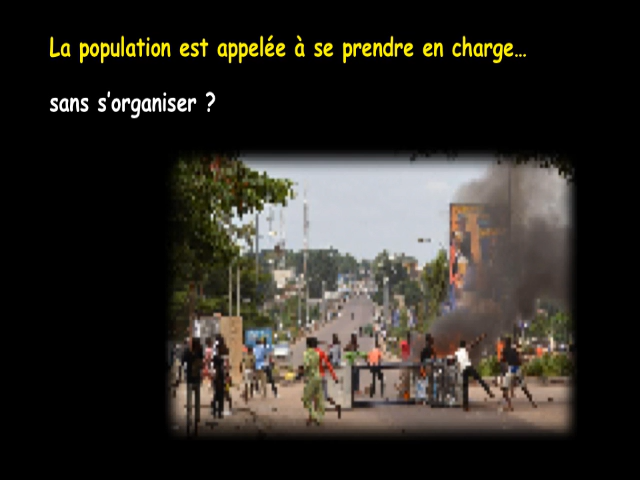 La population est appelée à se prendre en charge…
sans s'organiser ?